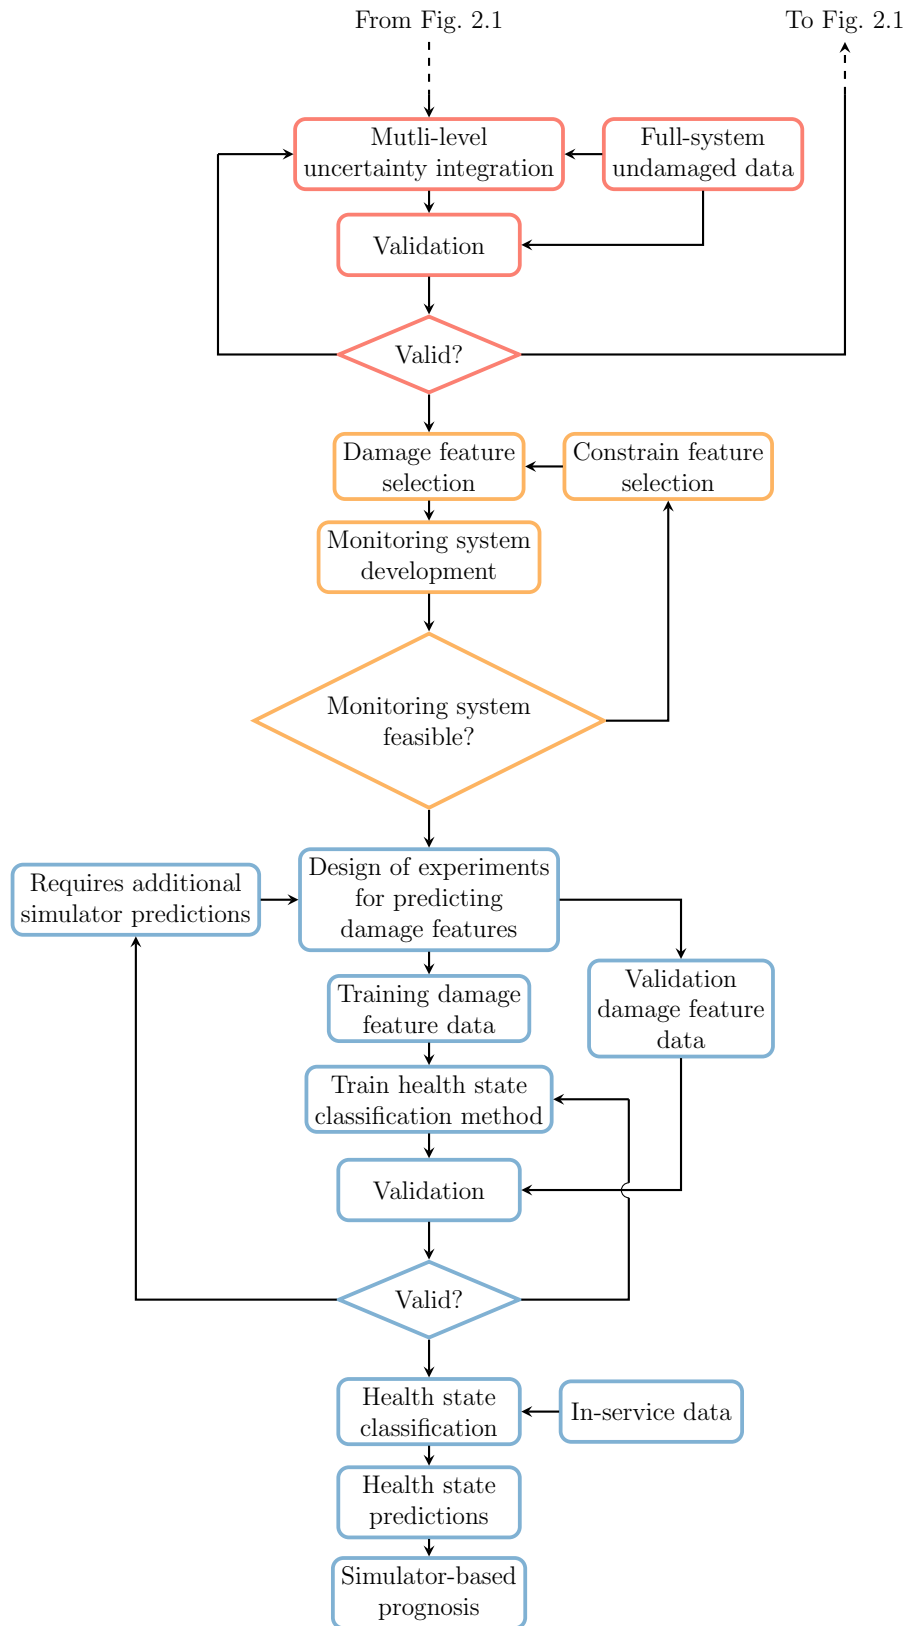 From Fig. 2.1
To Fig. 2.1
Mutli-level
uncertainty integration
Full-system
undamaged data
Validation
Valid?
Damage feature
selection
Constrain feature
selection
Monitoring system
development
Monitoring system
feasible?
Requires additional
simulator predictions
Design of experiments
for predicting
damage features
Validation
damage feature
data
Training damage
feature data
Train health state
classification method
Validation
Valid?
Health state
classification
In-service data
Health state
predictions
Simulator-based
prognosis